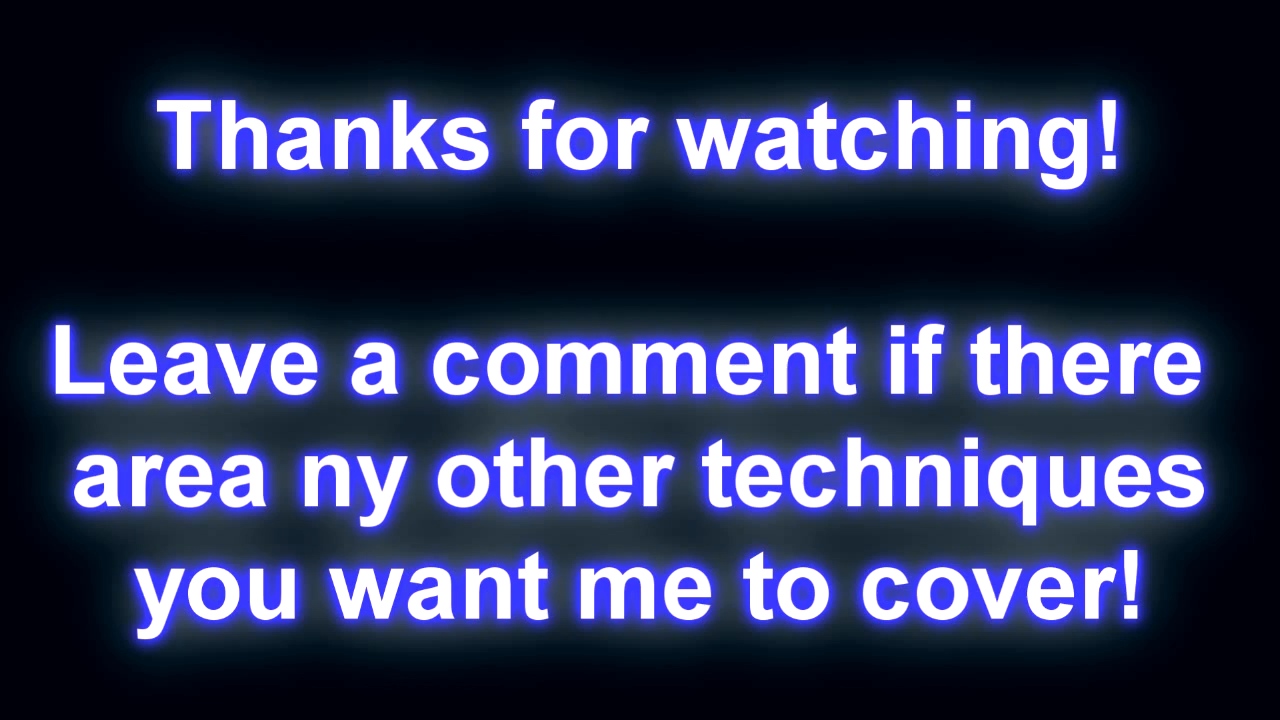 Thanks for watching!
Leave a comment if there
area ny other techniques
you want me to cover!